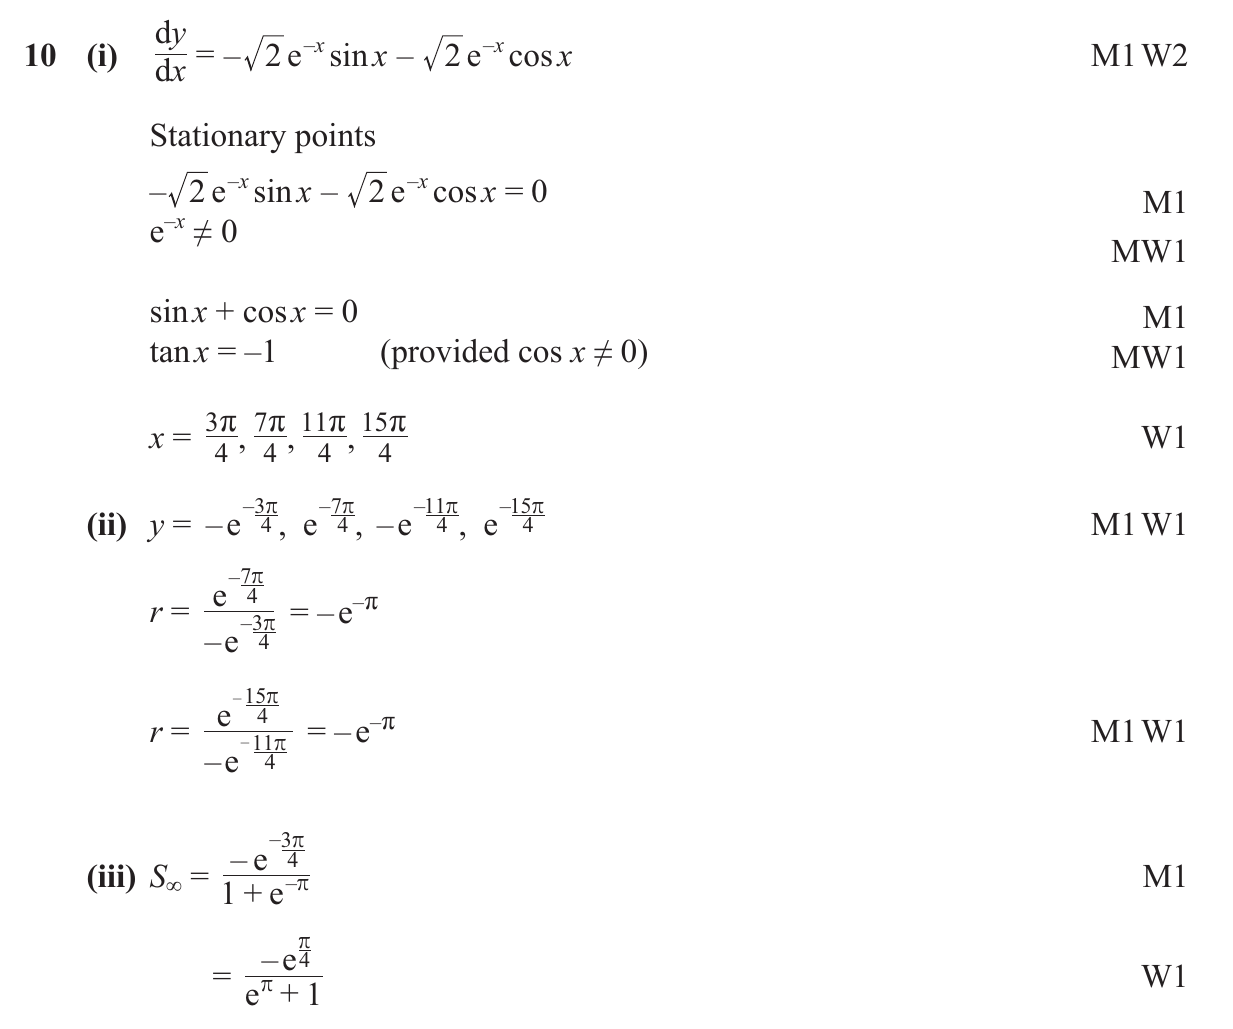 10 (i) dy/dx = –√2 e^–x sin x – √2 e^–x cos x M1 W2
Stationary points
–√2 e^–x sin x – √2 e^–x cos x = 0 M1
e^–x ≠ 0 MW1
sin x + cos x = 0 M1
tan x = –1 (provided cos x ≠ 0) MW1
x = 3π/4, 7π/4, 11π/4, 15π/4 W1
(ii) y = –e^(–3π/4), e^(–7π/4), –e^(–11π/4), e^(–15π/4) M1 W1
r = e^(–7π/4) / –e^(–3π/4) = –e^–π
r = e^(–15π/4) / –e^(–11π/4) = –e^–π M1 W1
(iii) S∞ = –e^(–3π/4) / 1 + e^–π M1
= –e^(π/4) / e^π + 1 W1